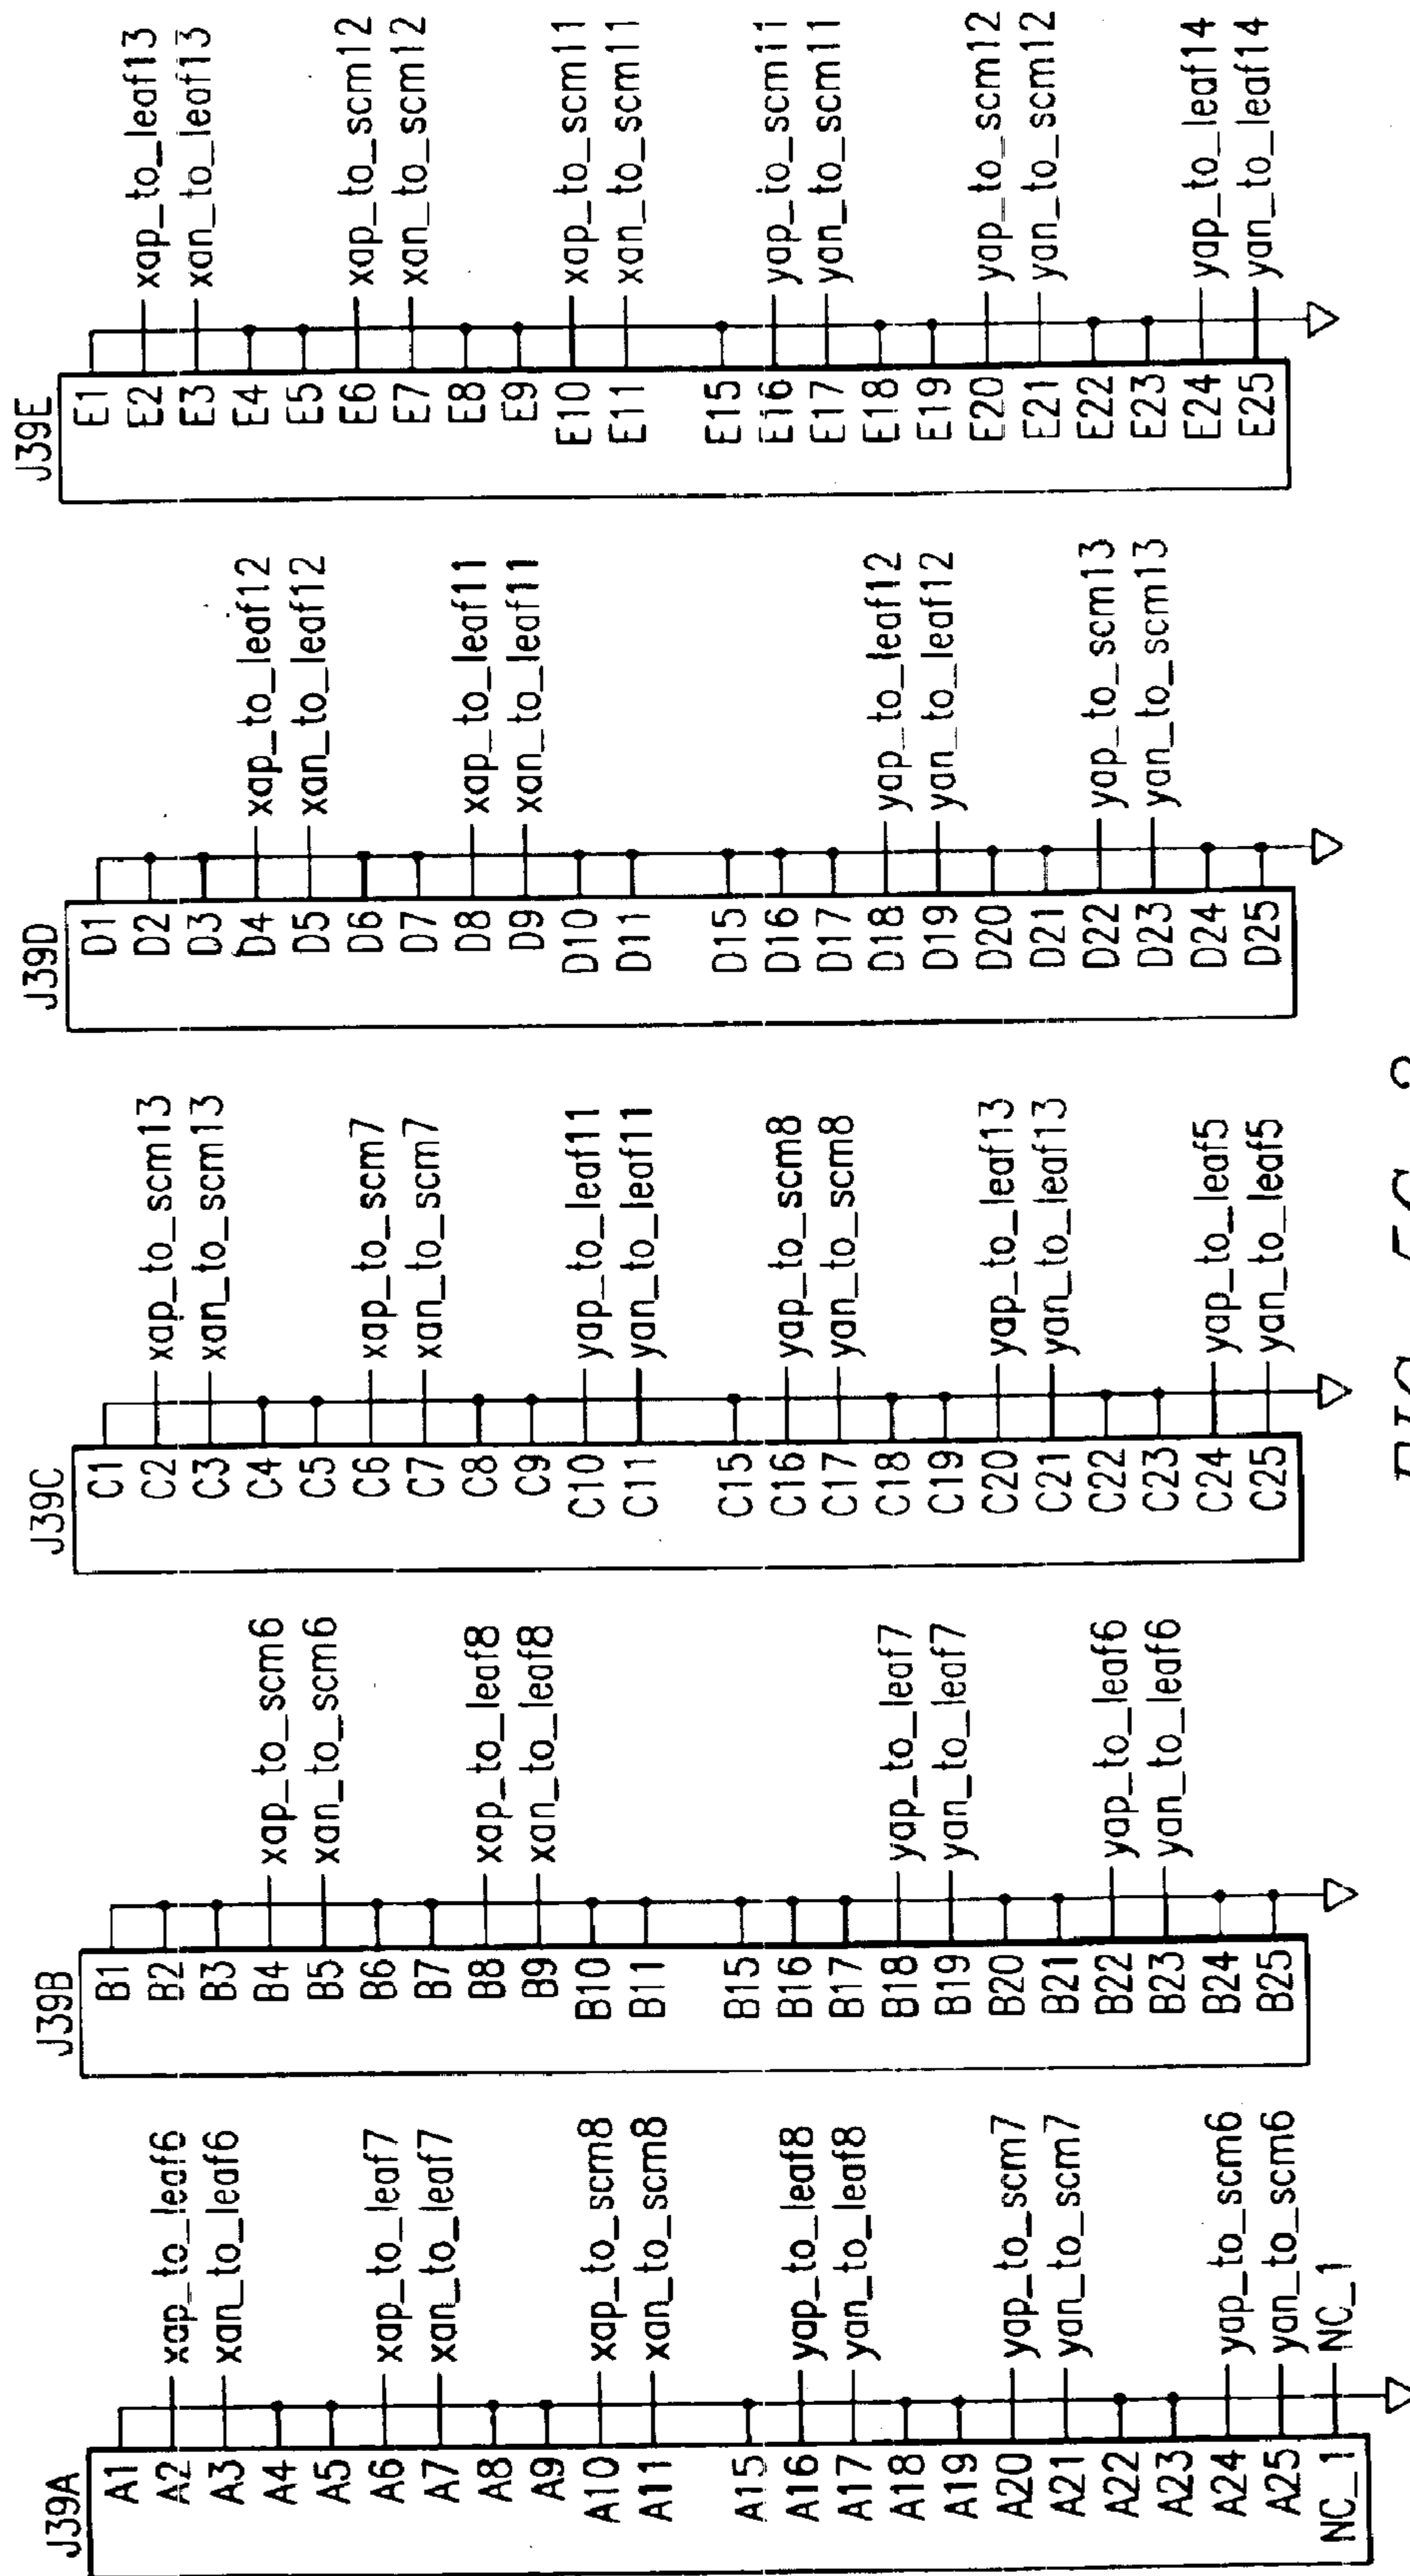 J39A
A1
A2 xap_to_leaf6
A3 xan_to_leaf6
A4
A5
A6 xap_to_leaf7
A7 xan_to_leaf7
A8
A9
A10 xap_to_scm8
A11 xan_to_scm8
A15
A16 yap_to_leaf8
A17 yan_to_leaf8
A18
A19
A20 yap_to_scm7
A21 yan_to_scm7
A22
A23
A24 yap_to_scm6
A25 yan_to_scm6
NC_1 NC_1
J39B
B1
B2
B3
B4 xap_to_scm6
B5 xan_to_scm6
B6
B7
B8 xap_to_leaf8
B9 xan_to_leaf8
B10
B11
B15
B16
B17
B18 yap_to_leaf7
B19 yan_to_leaf7
B20
B21
B22 yap_to_leaf6
B23 yan_to_leaf6
B24
B25
J39C
C1
C2 xap_to_scm13
C3 xan_to_scm13
C4
C5
C6 xap_to_scm7
C7 xan_to_scm7
C8
C9
C10 yap_to_leaf11
C11 yan_to_leaf11
C15
C16 yap_to_scm8
C17 yan_to_scm8
C18
C19
C20 yap_to_leaf13
C21 yan_to_leaf13
C22
C23
C24 yap_to_leaf5
C25 yan_to_leaf5
J39D
D1
D2
D3
D4 xap_to_leaf12
D5 xan_to_leaf12
D6
D7
D8 xap_to_leaf11
D9 xan_to_leaf11
D10
D11
D15
D16
D17
D18 yap_to_leaf12
D19 yan_to_leaf12
D20
D21
D22 yap_to_scm13
D23 yan_to_scm13
D24
D25
J39E
E1
E2 xap_to_leaf13
E3 xan_to_leaf13
E4
E5
E6 xap_to_scm12
E7 xan_to_scm12
E8
E9
E10 xap_to_scm11
E11 xan_to_scm11
E15
E16 yap_to_scm11
E17 yan_to_scm11
E18
E19
E20 yap_to_scm12
E21 yan_to_scm12
E22
E23
E24 yap_to_leaf14
E25 yan_to_leaf14